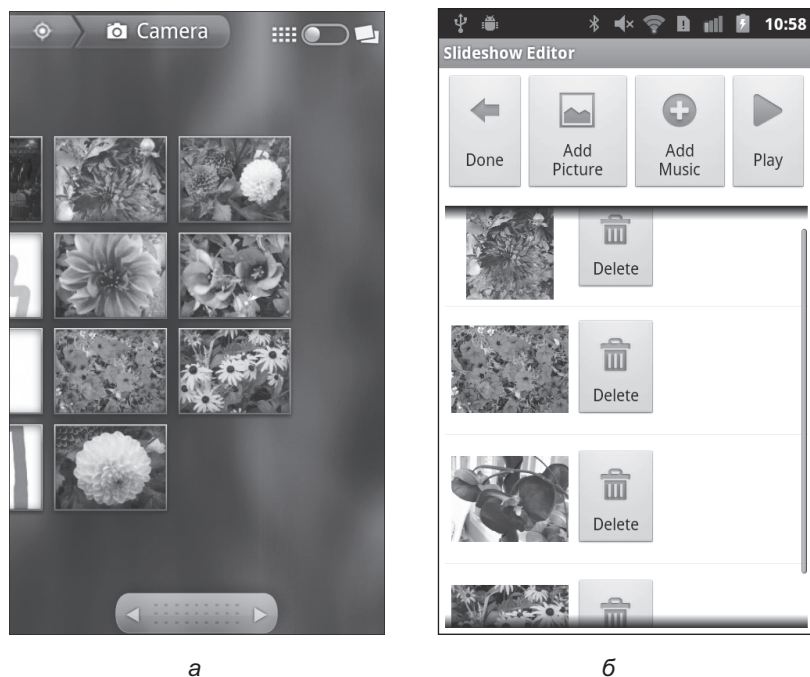 Camera
10:58
Slideshow Editor
Done
Add
Picture
Add
Music
Play
Delete
Delete
Delete
а
б